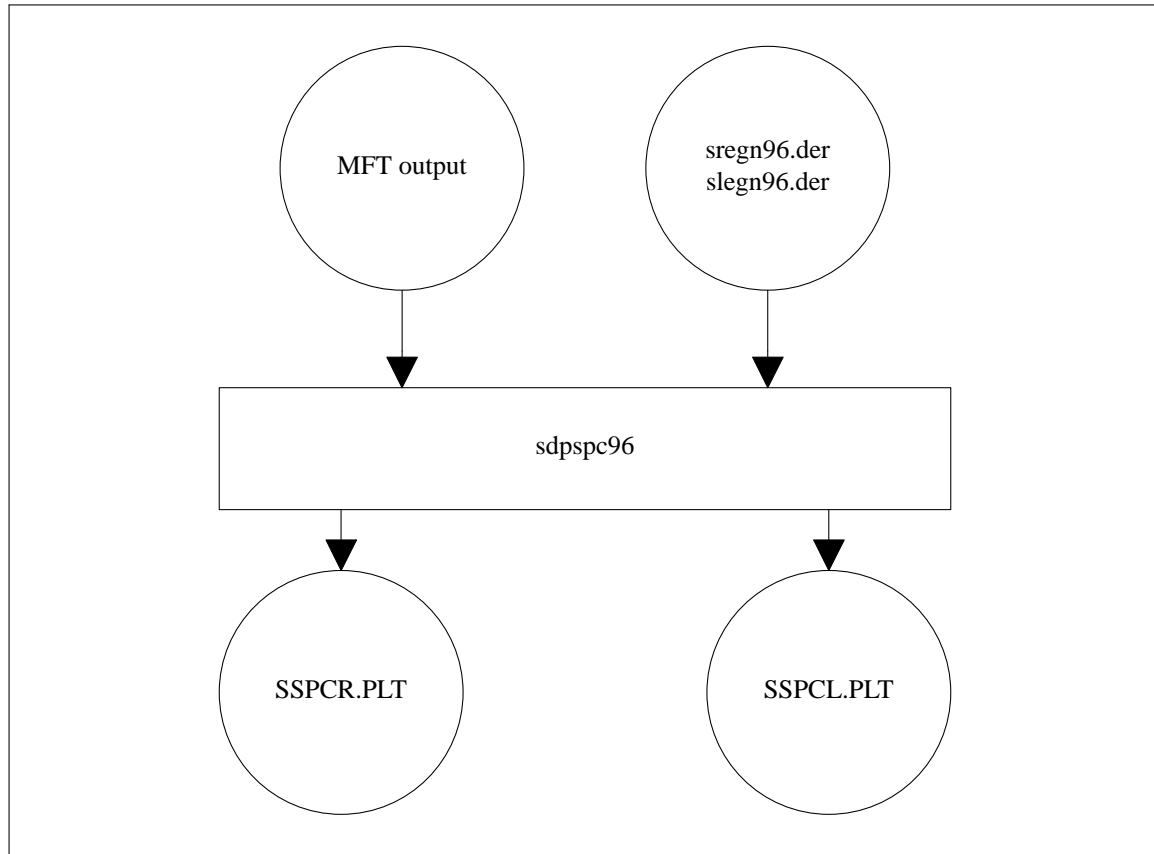 MFT output
sregn96.der
slegn96.der
sdpspc96
SSPCR.PLT
SSPCL.PLT